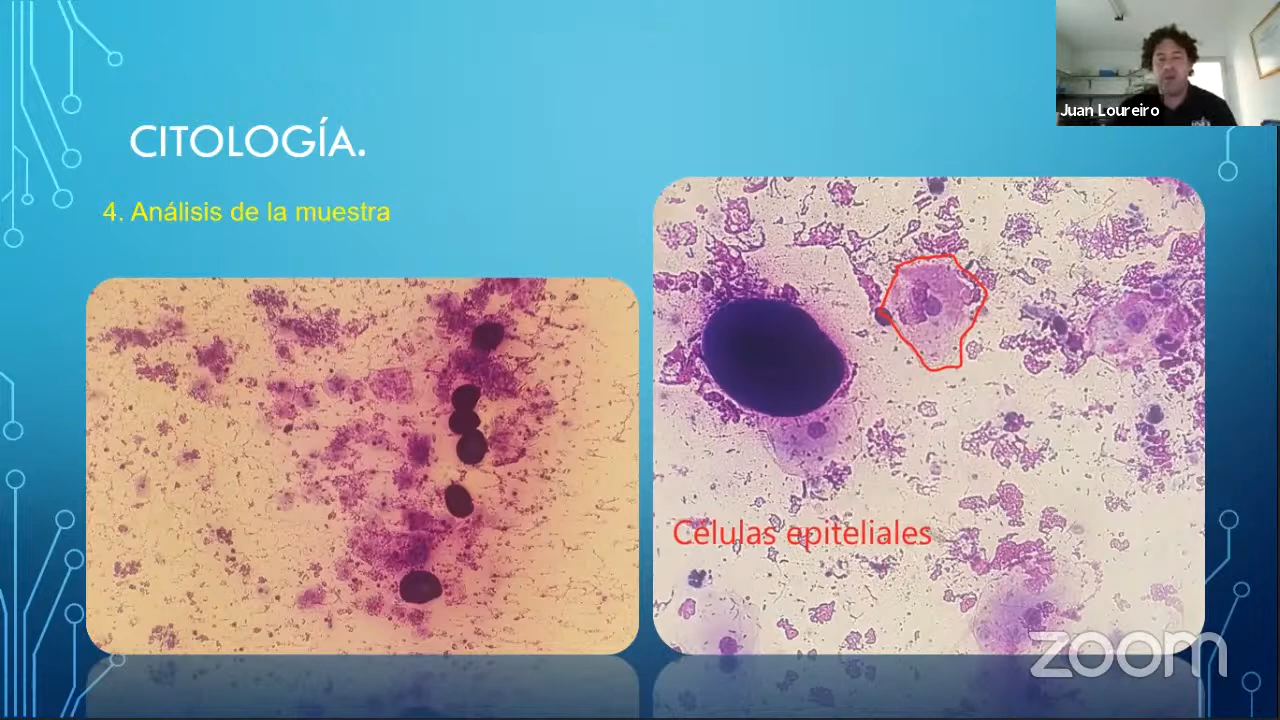 Juan Loureiro
CITOLOGÍA.
4. Análisis de la muestra
Células epiteliales
zoom